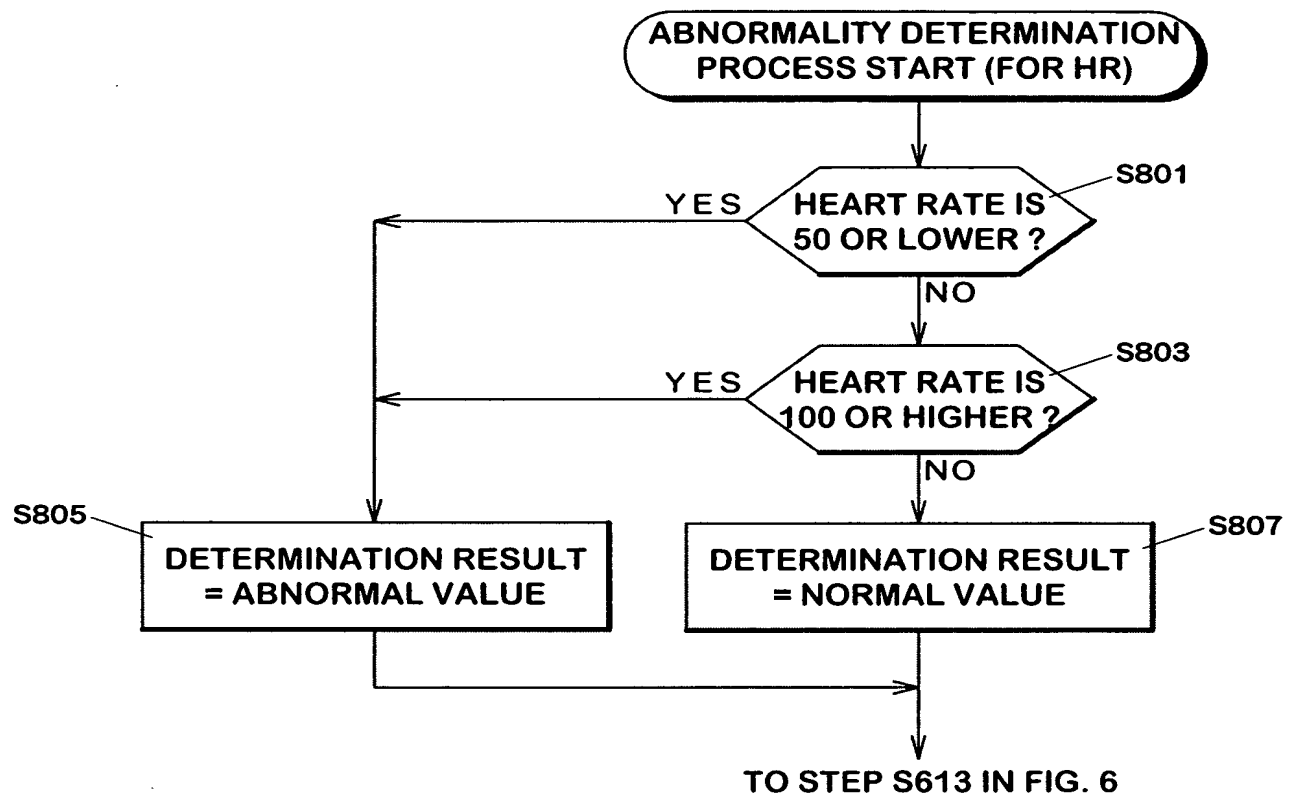 ABNORMALITY DETERMINATION
PROCESS START (FOR HR)
S801
YES
HEART RATE IS
50 OR LOWER ?
NO
S803
YES
HEART RATE IS
100 OR HIGHER ?
NO
S805
DETERMINATION RESULT
= ABNORMAL VALUE
S807
DETERMINATION RESULT
= NORMAL VALUE
TO STEP S613 IN FIG. 6